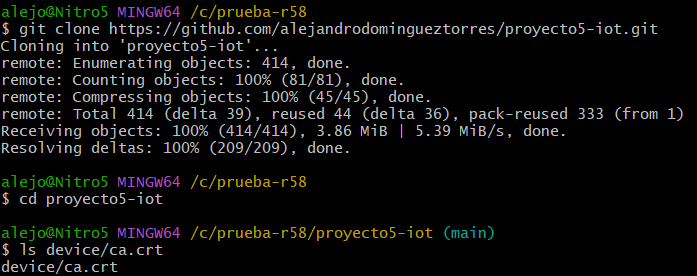 alejo@Nitro5 MINGW64 /c/prueba-r58
$ git clone https://github.com/alejandrodomingueztorres/proyecto5-iot.git
Cloning into 'proyecto5-iot'...
remote: Enumerating objects: 414, done.
remote: Counting objects: 100% (81/81), done.
remote: Compressing objects: 100% (45/45), done.
remote: Total 414 (delta 39), reused 44 (delta 36), pack-reused 333 (from 1)
Receiving objects: 100% (414/414), 3.86 MiB | 5.39 MiB/s, done.
Resolving deltas: 100% (209/209), done.
alejo@Nitro5 MINGW64 /c/prueba-r58
$ cd proyecto5-iot
alejo@Nitro5 MINGW64 /c/prueba-r58/proyecto5-iot (main)
$ ls device/ca.crt
device/ca.crt